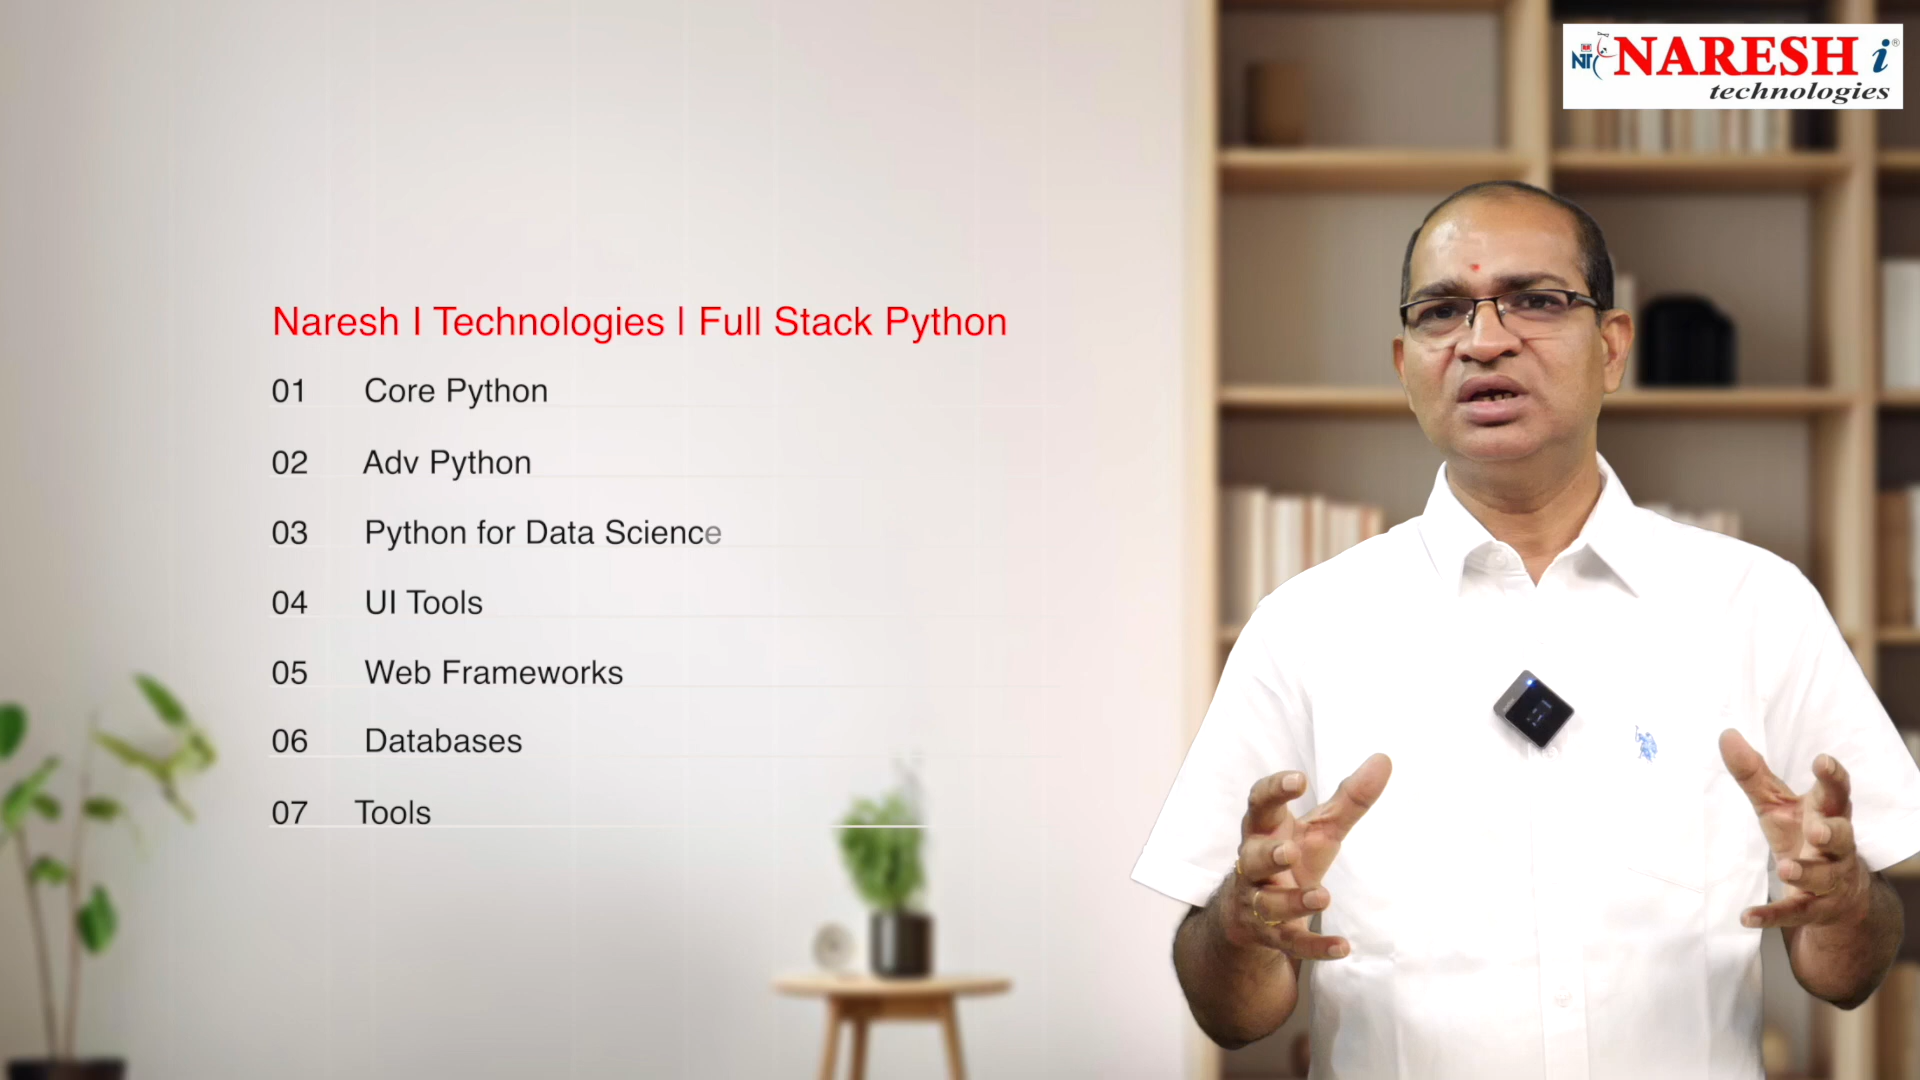 NARESH i
technologies
Naresh I Technologies | Full Stack Python
01 Core Python
02 Adv Python
03 Python for Data Science
04 UI Tools
05 Web Frameworks
06 Databases
07 Tools